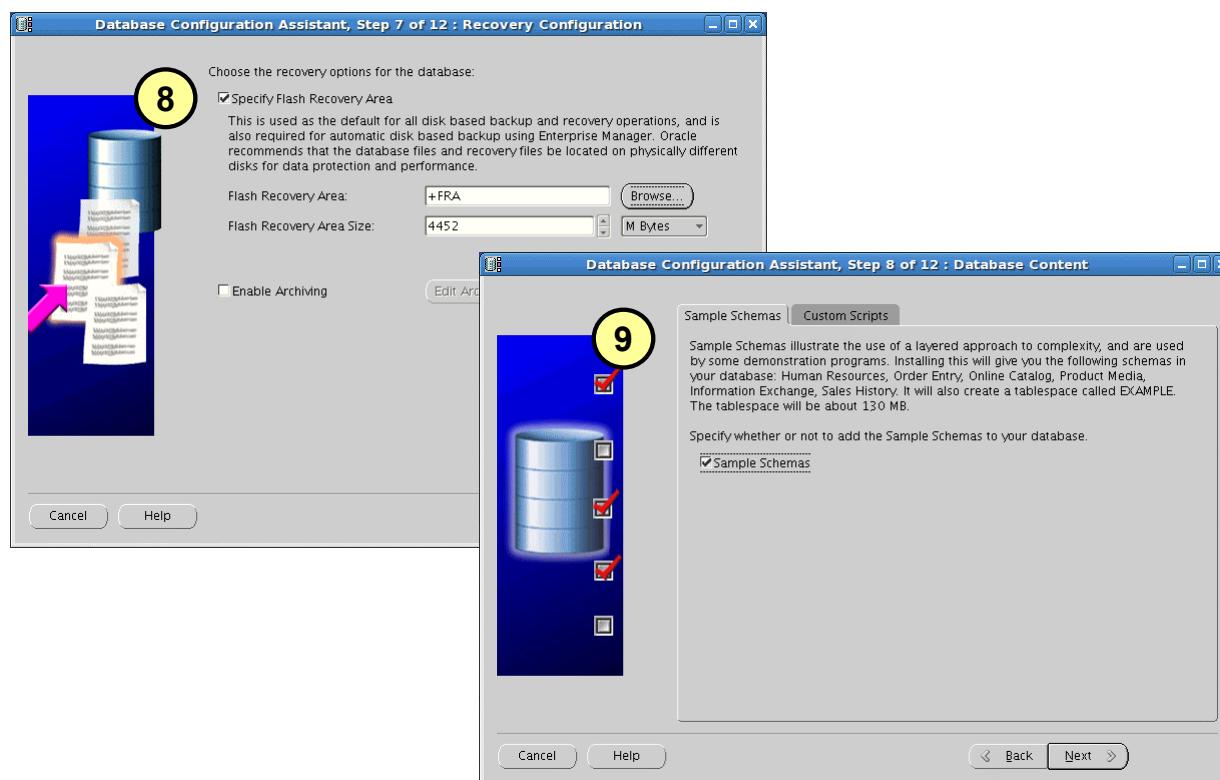 Database Configuration Assistant, Step 7 of 12 : Recovery Configuration
8
Choose the recovery options for the database:
Specify Flash Recovery Area
This is used as the default for all disk based backup and recovery operations, and is
also required for automatic disk based backup using Enterprise Manager. Oracle
recommends that the database files and recovery files be located on physically different
disks for data protection and performance.
Flash Recovery Area: +FRA Browse...
Flash Recovery Area Size: 4452 M Bytes
Enable Archiving Edit
Cancel Help
Database Configuration Assistant, Step 8 of 12 : Database Content
9
Sample Schemas Custom Scripts
Sample Schemas illustrate the use of a layered approach to complexity, and are used
by some demonstration programs. Installing this will give you the following schemas in
your database: Human Resources, Order Entry, Online Catalog, Product Media,
Information Exchange, Sales History. It will also create a tablespace called EXAMPLE.
The tablespace will be about 130 MB.
Specify whether or not to add the Sample Schemas to your database.
Sample Schemas
Cancel Help Back Next